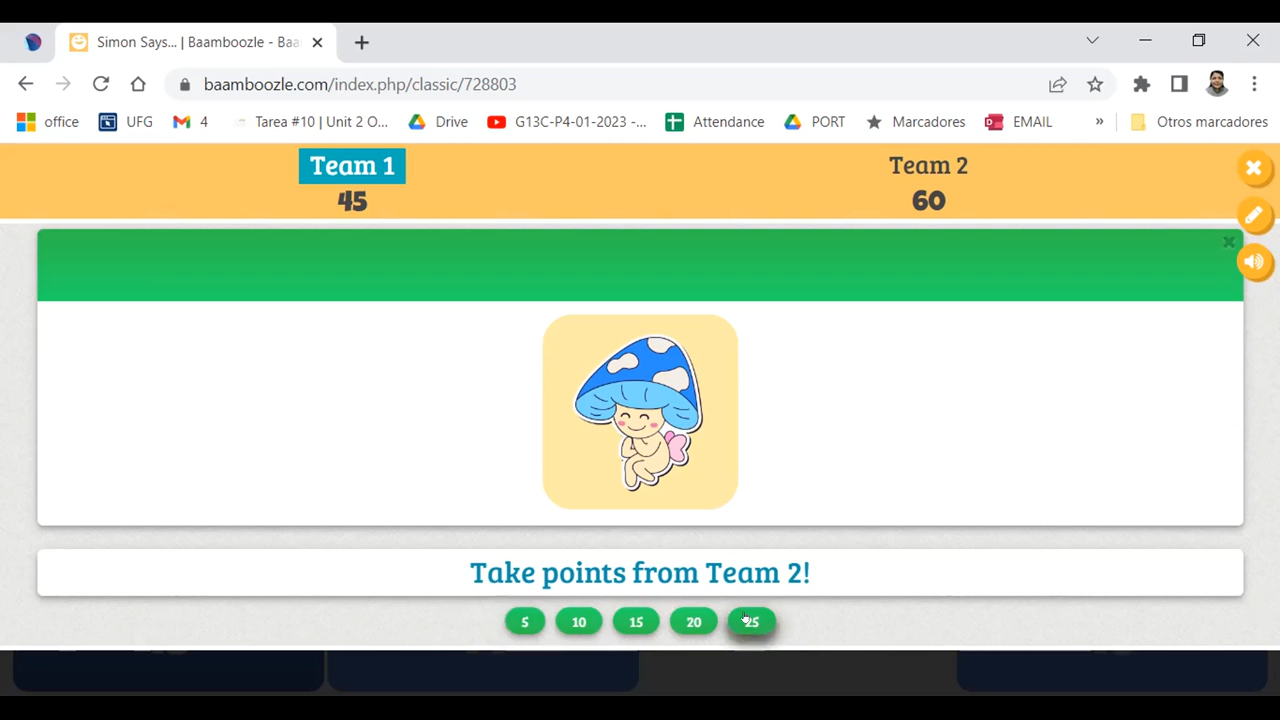 Simon Says... | Baamboozle - Baa
baamboozle.com/index.php/classic/728803
office UFG 4 Tarea #10 | Unit 2 O... Drive G13C-P4-01-2023 -... Attendance PORT Marcadores EMAIL » Otros marcadores
Team 1 Team 2
45 60
Take points from Team 2!
5 10 15 20 25